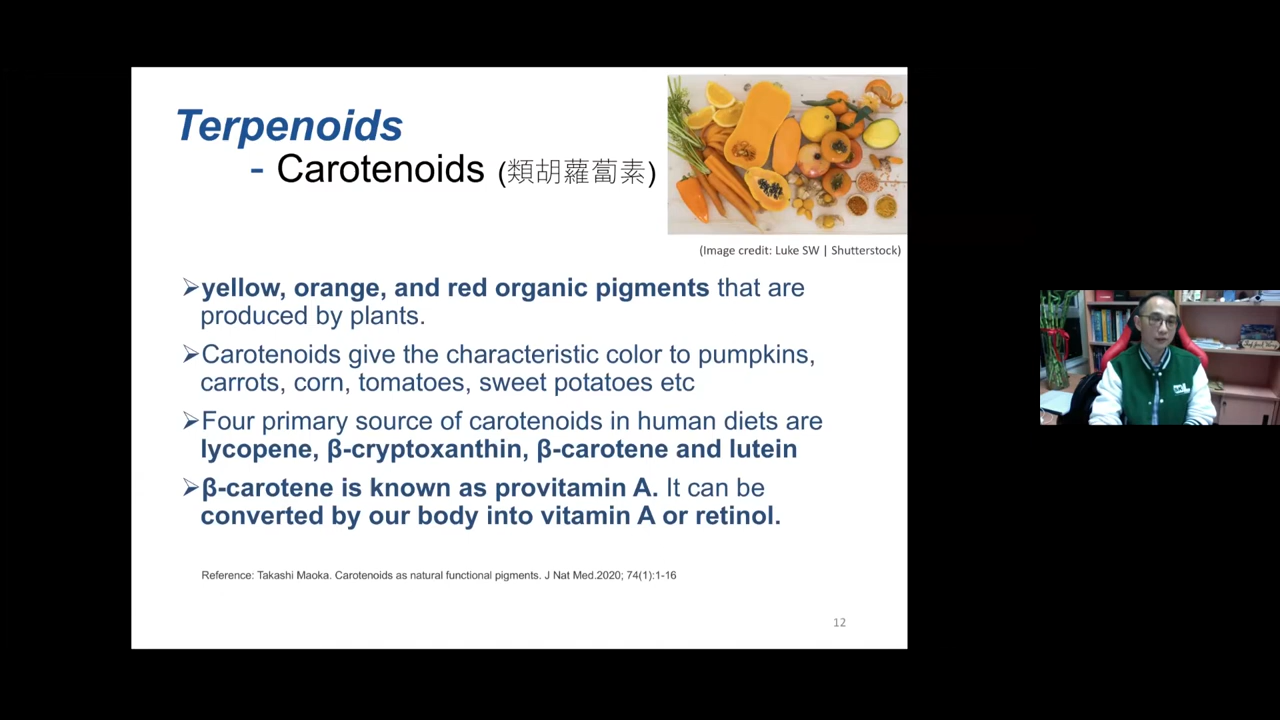 Terpenoids
- Carotenoids (類胡蘿蔔素)
(Image credit: Luke SW | Shutterstock)
➢yellow, orange, and red organic pigments that are
produced by plants.
➢Carotenoids give the characteristic color to pumpkins,
carrots, corn, tomatoes, sweet potatoes etc
➢Four primary source of carotenoids in human diets are
lycopene, β-cryptoxanthin, β-carotene and lutein
➢β-carotene is known as provitamin A. It can be
converted by our body into vitamin A or retinol.
Reference: Takashi Maoka. Carotenoids as natural functional pigments. J Nat Med.2020; 74(1):1-16
12